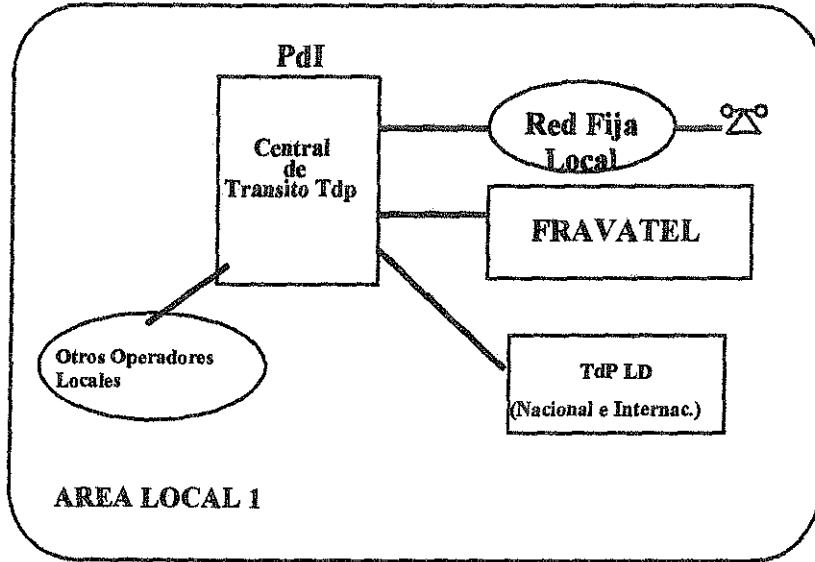 PdI
Central
de
Transito Tdp
Red Fija
Local
FRAVATEL
Otros Operadores
Locales
TdP LD
(Nacional e Internac.)
AREA LOCAL 1